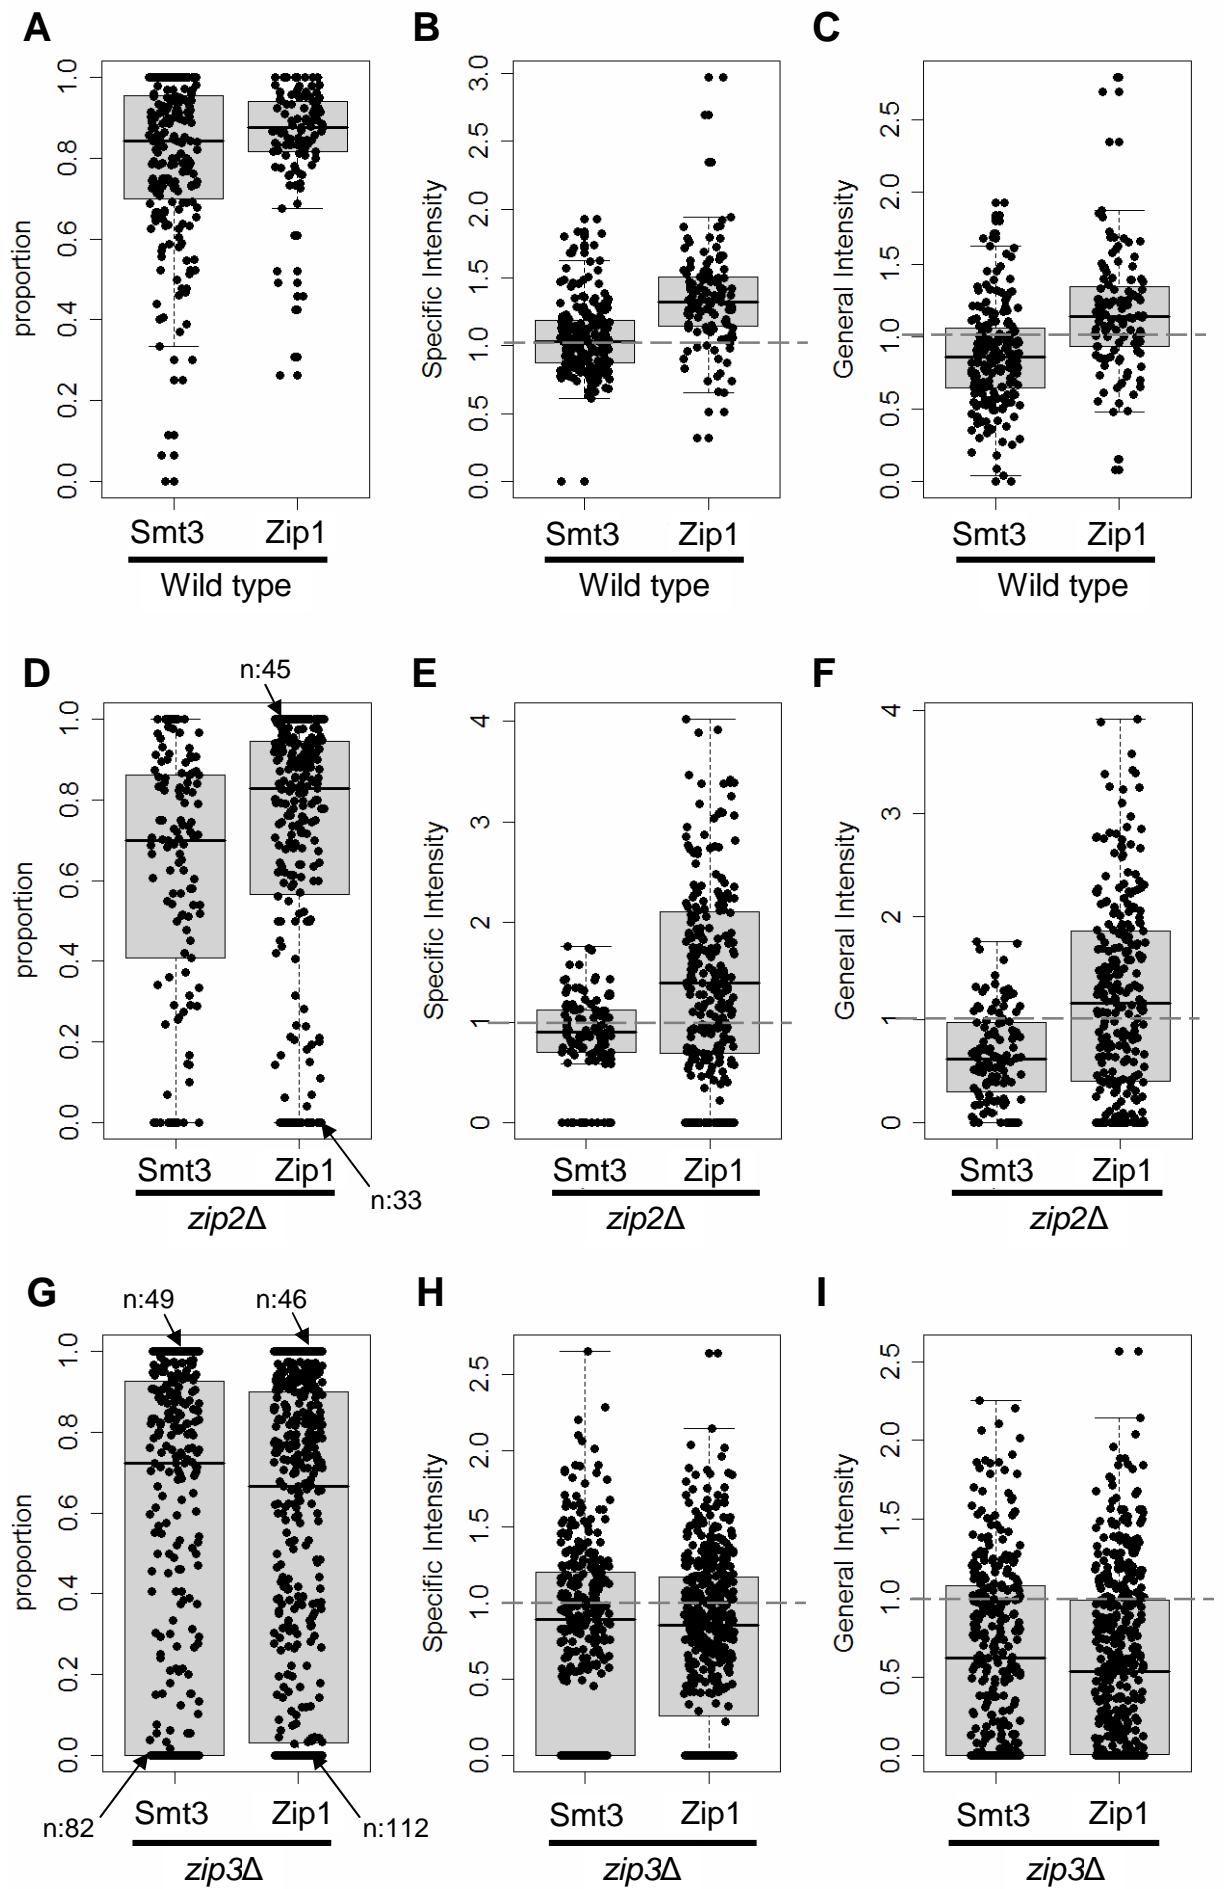 A
B
C
proportion
0.0 0.2 0.4 0.6 0.8 1.0
Specific Intensity
0.0 0.5 1.0 1.5 2.0 2.5 3.0
General Intensity
0.0 0.5 1.0 1.5 2.0 2.5
Smt3 Zip1
Wild type
Smt3 Zip1
Wild type
Smt3 Zip1
Wild type
D
n:45
E
F
proportion
0.0 0.2 0.4 0.6 0.8 1.0
Specific Intensity
0 1 2 3 4
General Intensity
0 1 2 3 4
Smt3 Zip1
n:33
zip2Δ
Smt3 Zip1
zip2Δ
Smt3 Zip1
zip2Δ
G
n:49
n:46
H
I
proportion
0.0 0.2 0.4 0.6 0.8 1.0
Specific Intensity
0.0 0.5 1.0 1.5 2.0 2.5
General Intensity
0.0 0.5 1.0 1.5 2.0 2.5
n:82
Smt3 Zip1
n:112
zip3Δ
Smt3 Zip1
zip3Δ
Smt3 Zip1
zip3Δ